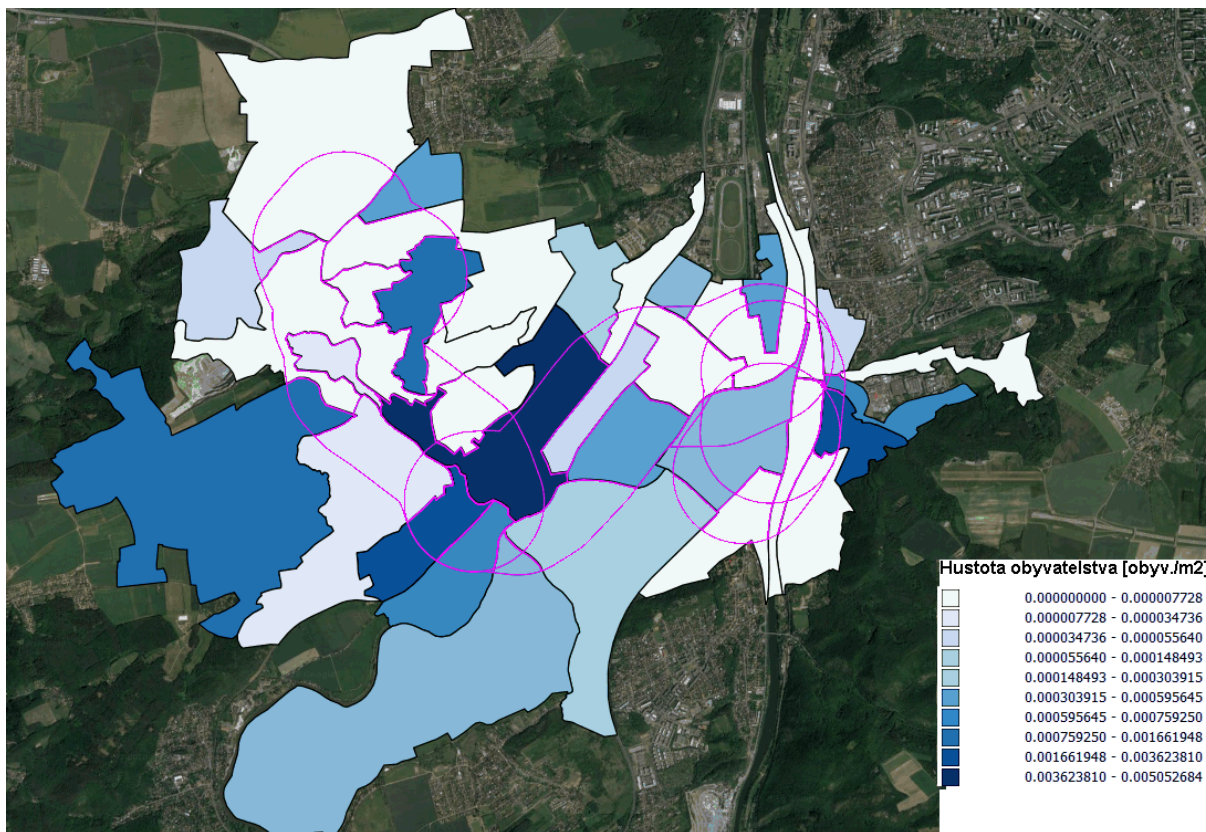 Hustota obyvatelstva [obyv./m2]
0.000000000 - 0.000007728
0.000007728 - 0.000034736
0.000034736 - 0.000055640
0.000055640 - 0.000148493
0.000148493 - 0.000303915
0.000303915 - 0.000595645
0.000595645 - 0.000759250
0.000759250 - 0.001661948
0.001661948 - 0.003623810
0.003623810 - 0.005052684